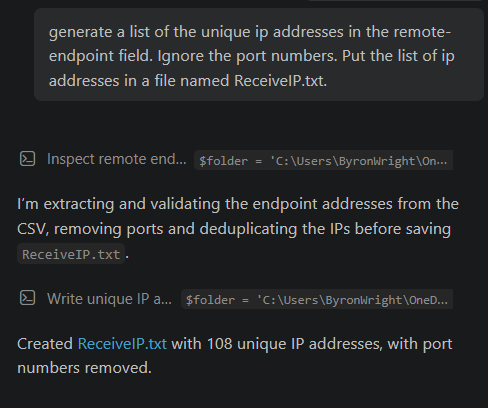 generate a list of the unique ip addresses in the remote-
endpoint field. Ignore the port numbers. Put the list of ip
addresses in a file named ReceiveIP.txt.
Inspect remote end... $folder = 'C:\Users\ByronWright\On...
I'm extracting and validating the endpoint addresses from the
CSV, removing ports and deduplicating the IPs before saving
ReceiveIP.txt.
Write unique IP a... $folder = 'C:\Users\ByronWright\OneD...
Created ReceiveIP.txt with 108 unique IP addresses, with port
numbers removed.